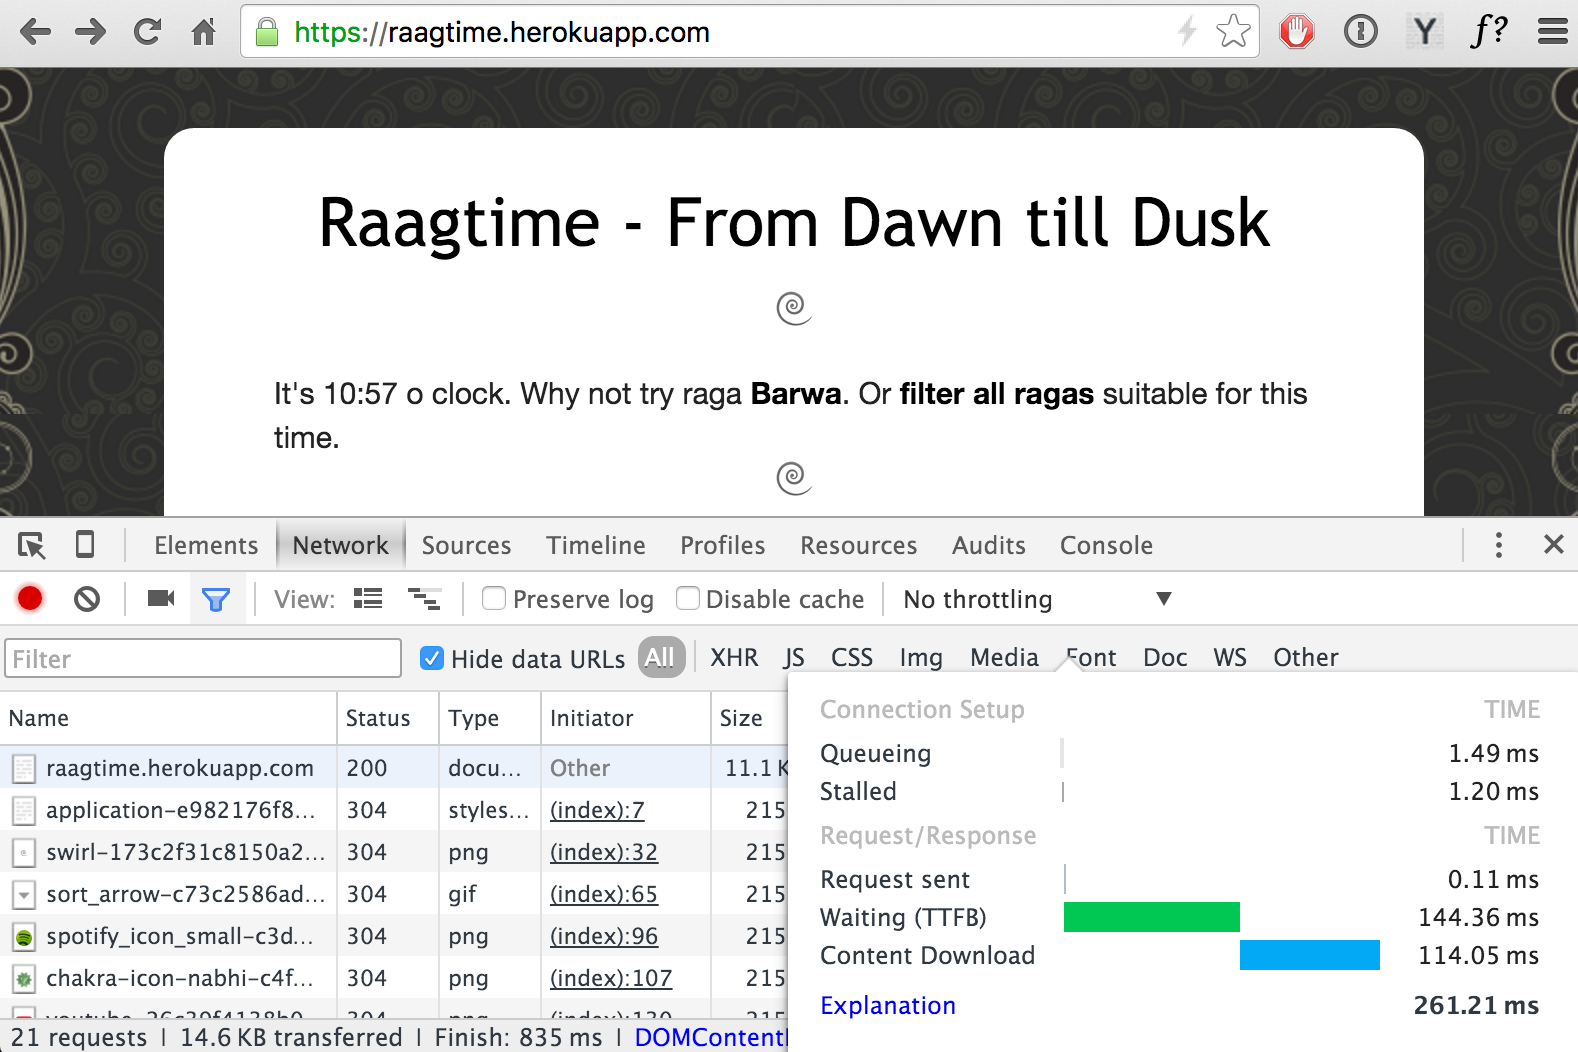 https://raagtime.herokuapp.com
Y
f?
Raagtime - From Dawn till Dusk
It's 10:57 o clock. Why not try raga Barwa. Or filter all ragas suitable for this
time.
Elements Network Sources Timeline Profiles Resources Audits Console
View: Preserve log Disable cache No throttling
Filter Hide data URLs All XHR JS CSS Img Media Font Doc WS Other
Name Status Type Initiator Size
raagtime.herokuapp.com 200 docu... Other 11.1 K
application-e982176f8... 304 styles... (index):7 215
swirl-173c2f31c8150a2... 304 png (index):32 215
sort_arrow-c73c2586ad... 304 gif (index):65 215
spotify_icon_small-c3d... 304 png (index):96 215
chakra-icon-nabhi-c4f... 304 png (index):107 215
21 requests | 14.6 KB transferred | Finish: 835 ms | DOMContent
Connection Setup TIME
Queueing 1.49 ms
Stalled 1.20 ms
Request/Response TIME
Request sent 0.11 ms
Waiting (TTFB) 144.36 ms
Content Download 114.05 ms
Explanation 261.21 ms